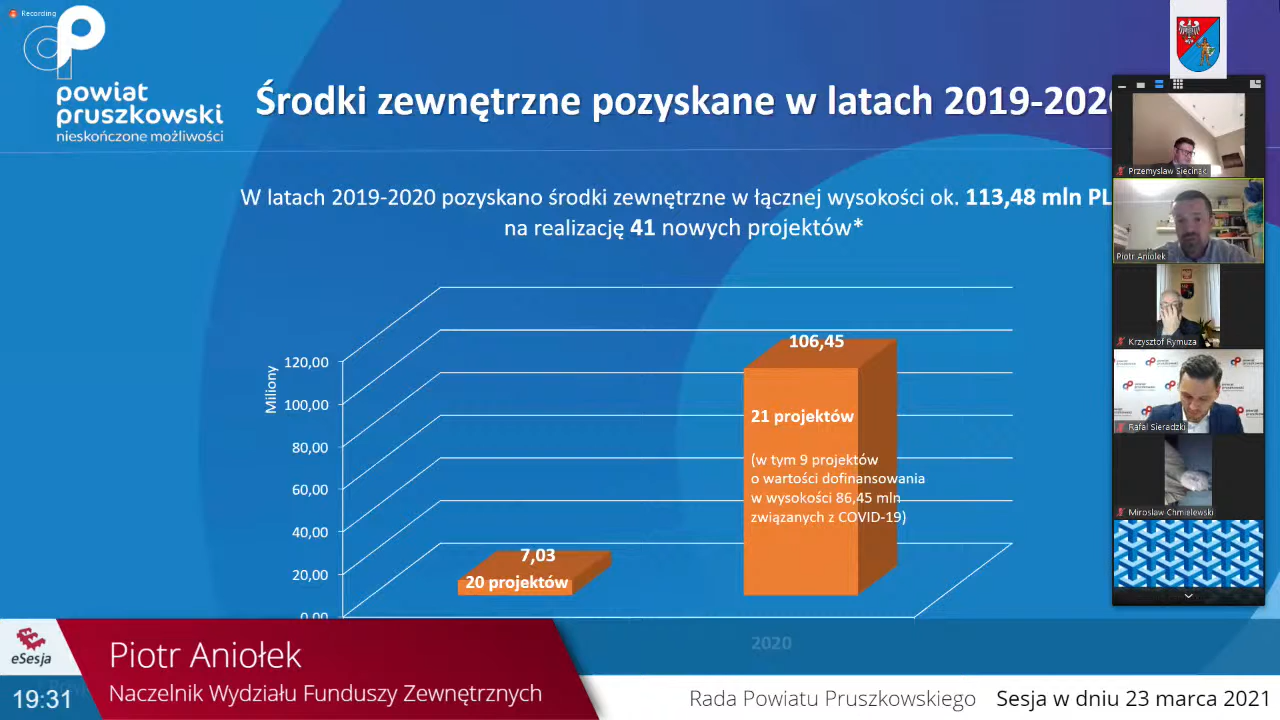 Recording
powiat
pruszkowski
nieskończone możliwości
Środki zewnętrzne pozyskane w latach 2019-2020
W latach 2019-2020 pozyskano środki zewnętrzne w łącznej wysokości ok. 113,48 mln PL
na realizację 41 nowych projektów*
Miliony
120,00
100,00
80,00
60,00
40,00
20,00
0,00
7,03
20 projektów
106,45
21 projektów
(w tym 9 projektów
o wartości dofinansowania
w wysokości 86,45 mln
związanych z COVID-19)
2020
Przemysław Siecinski
Piotr Aniołek
Krzysztof Rymuza
Rafał Sieradzki
Mirosław Chmielewski
eSesja
19:31
Piotr Aniołek
Naczelnik Wydziału Funduszy Zewnętrznych
Rada Powiatu Pruszkowskiego Sesja w dniu 23 marca 2021